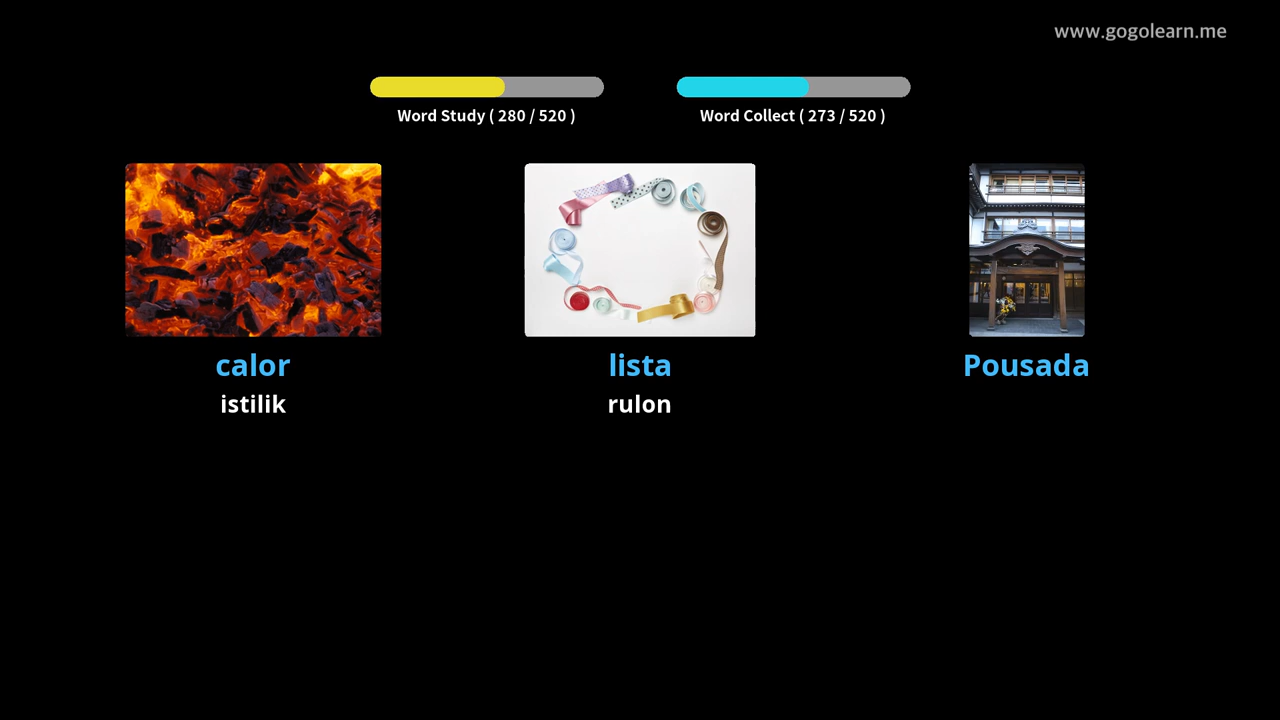 www.gogolearn.me
Word Study ( 280 / 520 )
Word Collect ( 273 / 520 )
calor
lista
Pousada
istilik
rulon